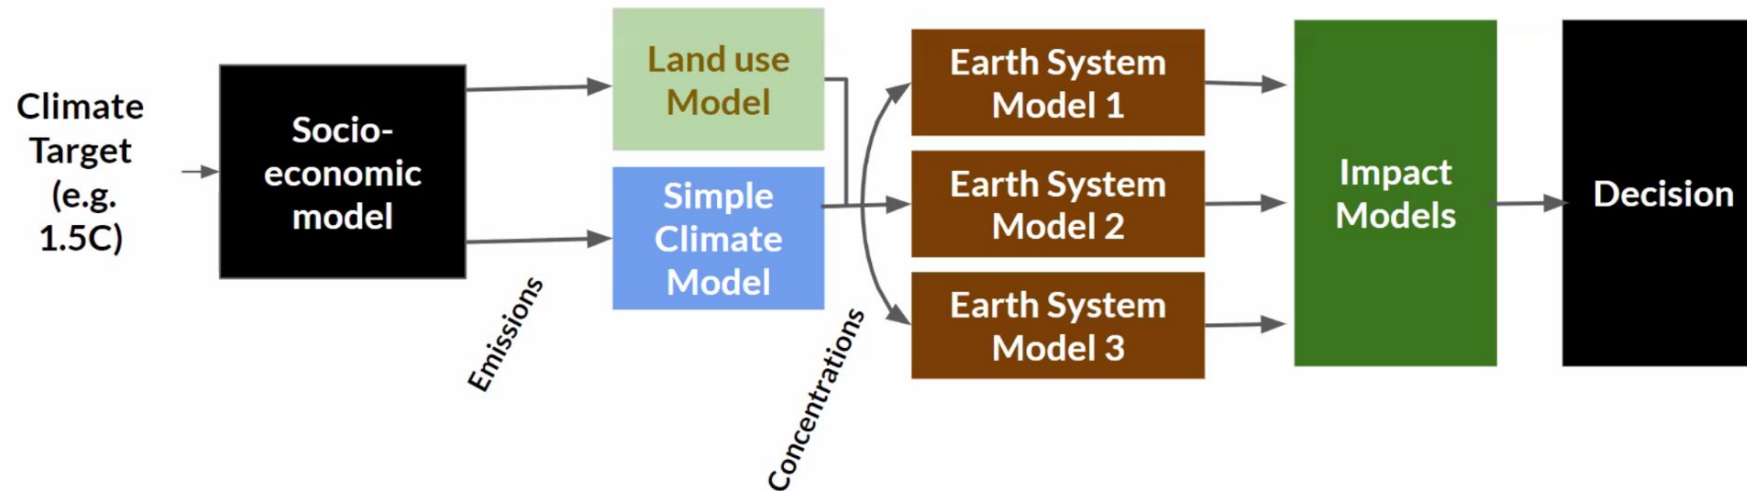 Climate
Target
(e.g.
1.5C)
Socio-
economic
model
Emissions
Land use
Model
Simple
Climate
Model
Concentrations
Earth System
Model 1
Earth System
Model 2
Earth System
Model 3
Impact
Models
Decision